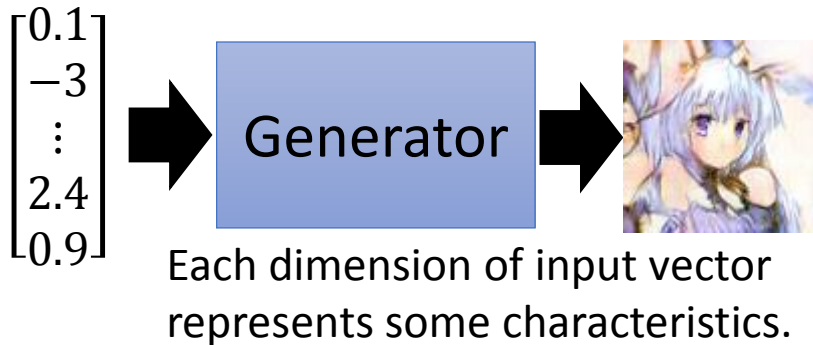 0.1
−3
⋮
2.4
0.9
Generator
Each dimension of input vector
represents some characteristics.